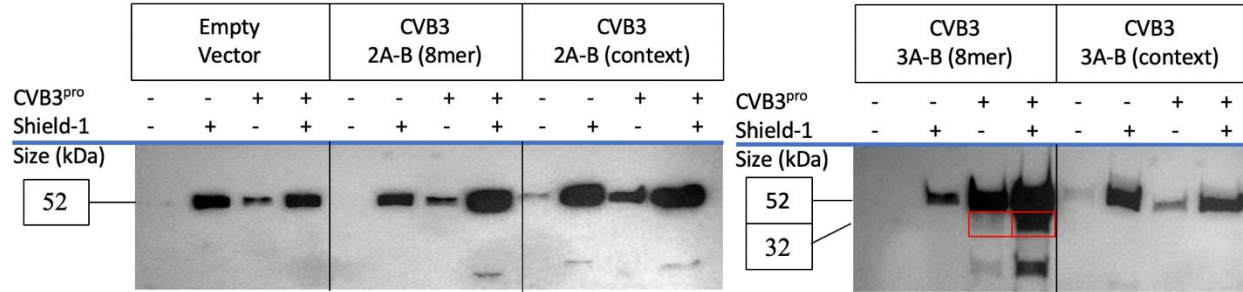 Empty Vector
CVB3 2A-B (8mer)
CVB3 2A-B (context)
CVB3pro - - + + - - + + - - + +
Shield-1 - + - + - + - + - + - +
Size (kDa)
52
CVB3 3A-B (8mer)
CVB3 3A-B (context)
CVB3pro - - + + - - + +
Shield-1 - + - + - + - +
Size (kDa)
52
32